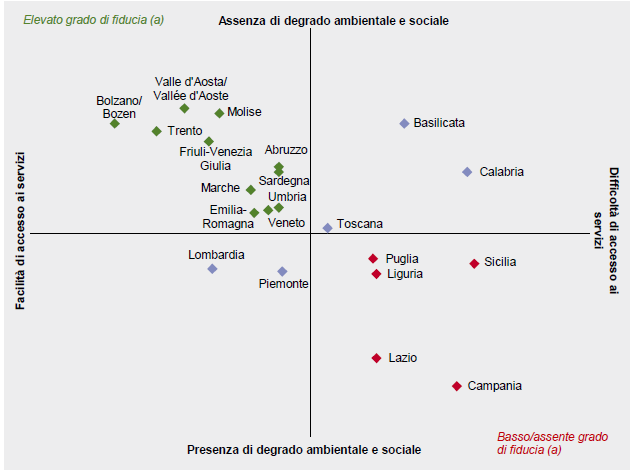 Elevato grado di fiducia (a)
Assenza di degrado ambientale e sociale
Valle d'Aosta/
Vallée d'Aoste
Bolzano/
Bozen
Molise
Trento
Basilicata
Friuli-Venezia
Giulia
Abruzzo
Calabria
Sardegna
Marche
Umbria
Emilia-
Romagna
Veneto
Toscana
Facilità di accesso ai servizi
Difficoltà di accesso ai
servizi
Lombardia
Piemonte
Puglia
Liguria
Sicilia
Lazio
Campania
Basso/assente grado
di fiducia (a)
Presenza di degrado ambientale e sociale